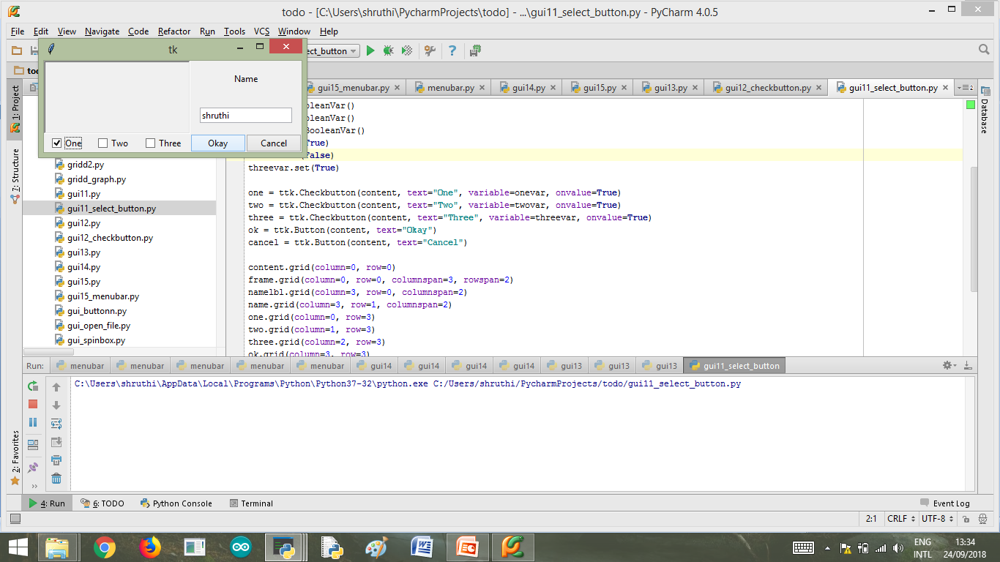 todo - [C:\Users\shruthi\PycharmProjects\todo] - ...\gui11_select_button.py - PyCharm 4.0.5
File Edit View Navigate Code Refactor Run Tools VCS Window Help
tk
ect_button
Name
shruthi
One Two Three Okay Cancel
1: Project
7: Structure
2: Favorites
Database
gui15_menubar.py menubar.py gui14.py gui15.py gui13.py gui12_checkbutton.py gui11_select_button.py
2
gridd2.py
gridd_graph.py
gui11.py
gui11_select_button.py
gui12.py
gui12_checkbutton.py
gui13.py
gui14.py
gui15.py
gui15_menubar.py
gui_buttonn.py
gui_open_file.py
gui_spinbox.py
oleanVar()
oleanVar()
BooleanVar()
True)
(False)
threevar.set(True)
one = ttk.Checkbutton(content, text="One", variable=onevar, onvalue=True)
two = ttk.Checkbutton(content, text="Two", variable=twovar, onvalue=True)
three = ttk.Checkbutton(content, text="Three", variable=threevar, onvalue=True)
ok = ttk.Button(content, text="Okay")
cancel = ttk.Button(content, text="Cancel")
content.grid(column=0, row=0)
frame.grid(column=0, row=0, columnspan=3, rowspan=2)
namelbl.grid(column=3, row=0, columnspan=2)
name.grid(column=3, row=1, columnspan=2)
one.grid(column=0, row=3)
two.grid(column=1, row=3)
three.grid(column=2, row=3)
ok.grid(column=3, row=3)
Run: menubar menubar menubar menubar menubar gui14 gui14 gui14 gui14 gui13 gui13 gui13 gui11_select_button
C:\Users\shruthi\AppData\Local\Programs\Python\Python37-32\python.exe C:/Users/shruthi/PycharmProjects/todo/gui11_select_button.py
4: Run 6: TODO Python Console Terminal Event Log
2:1 CRLF UTF-8
ENG 13:34
INTL 24/09/2018